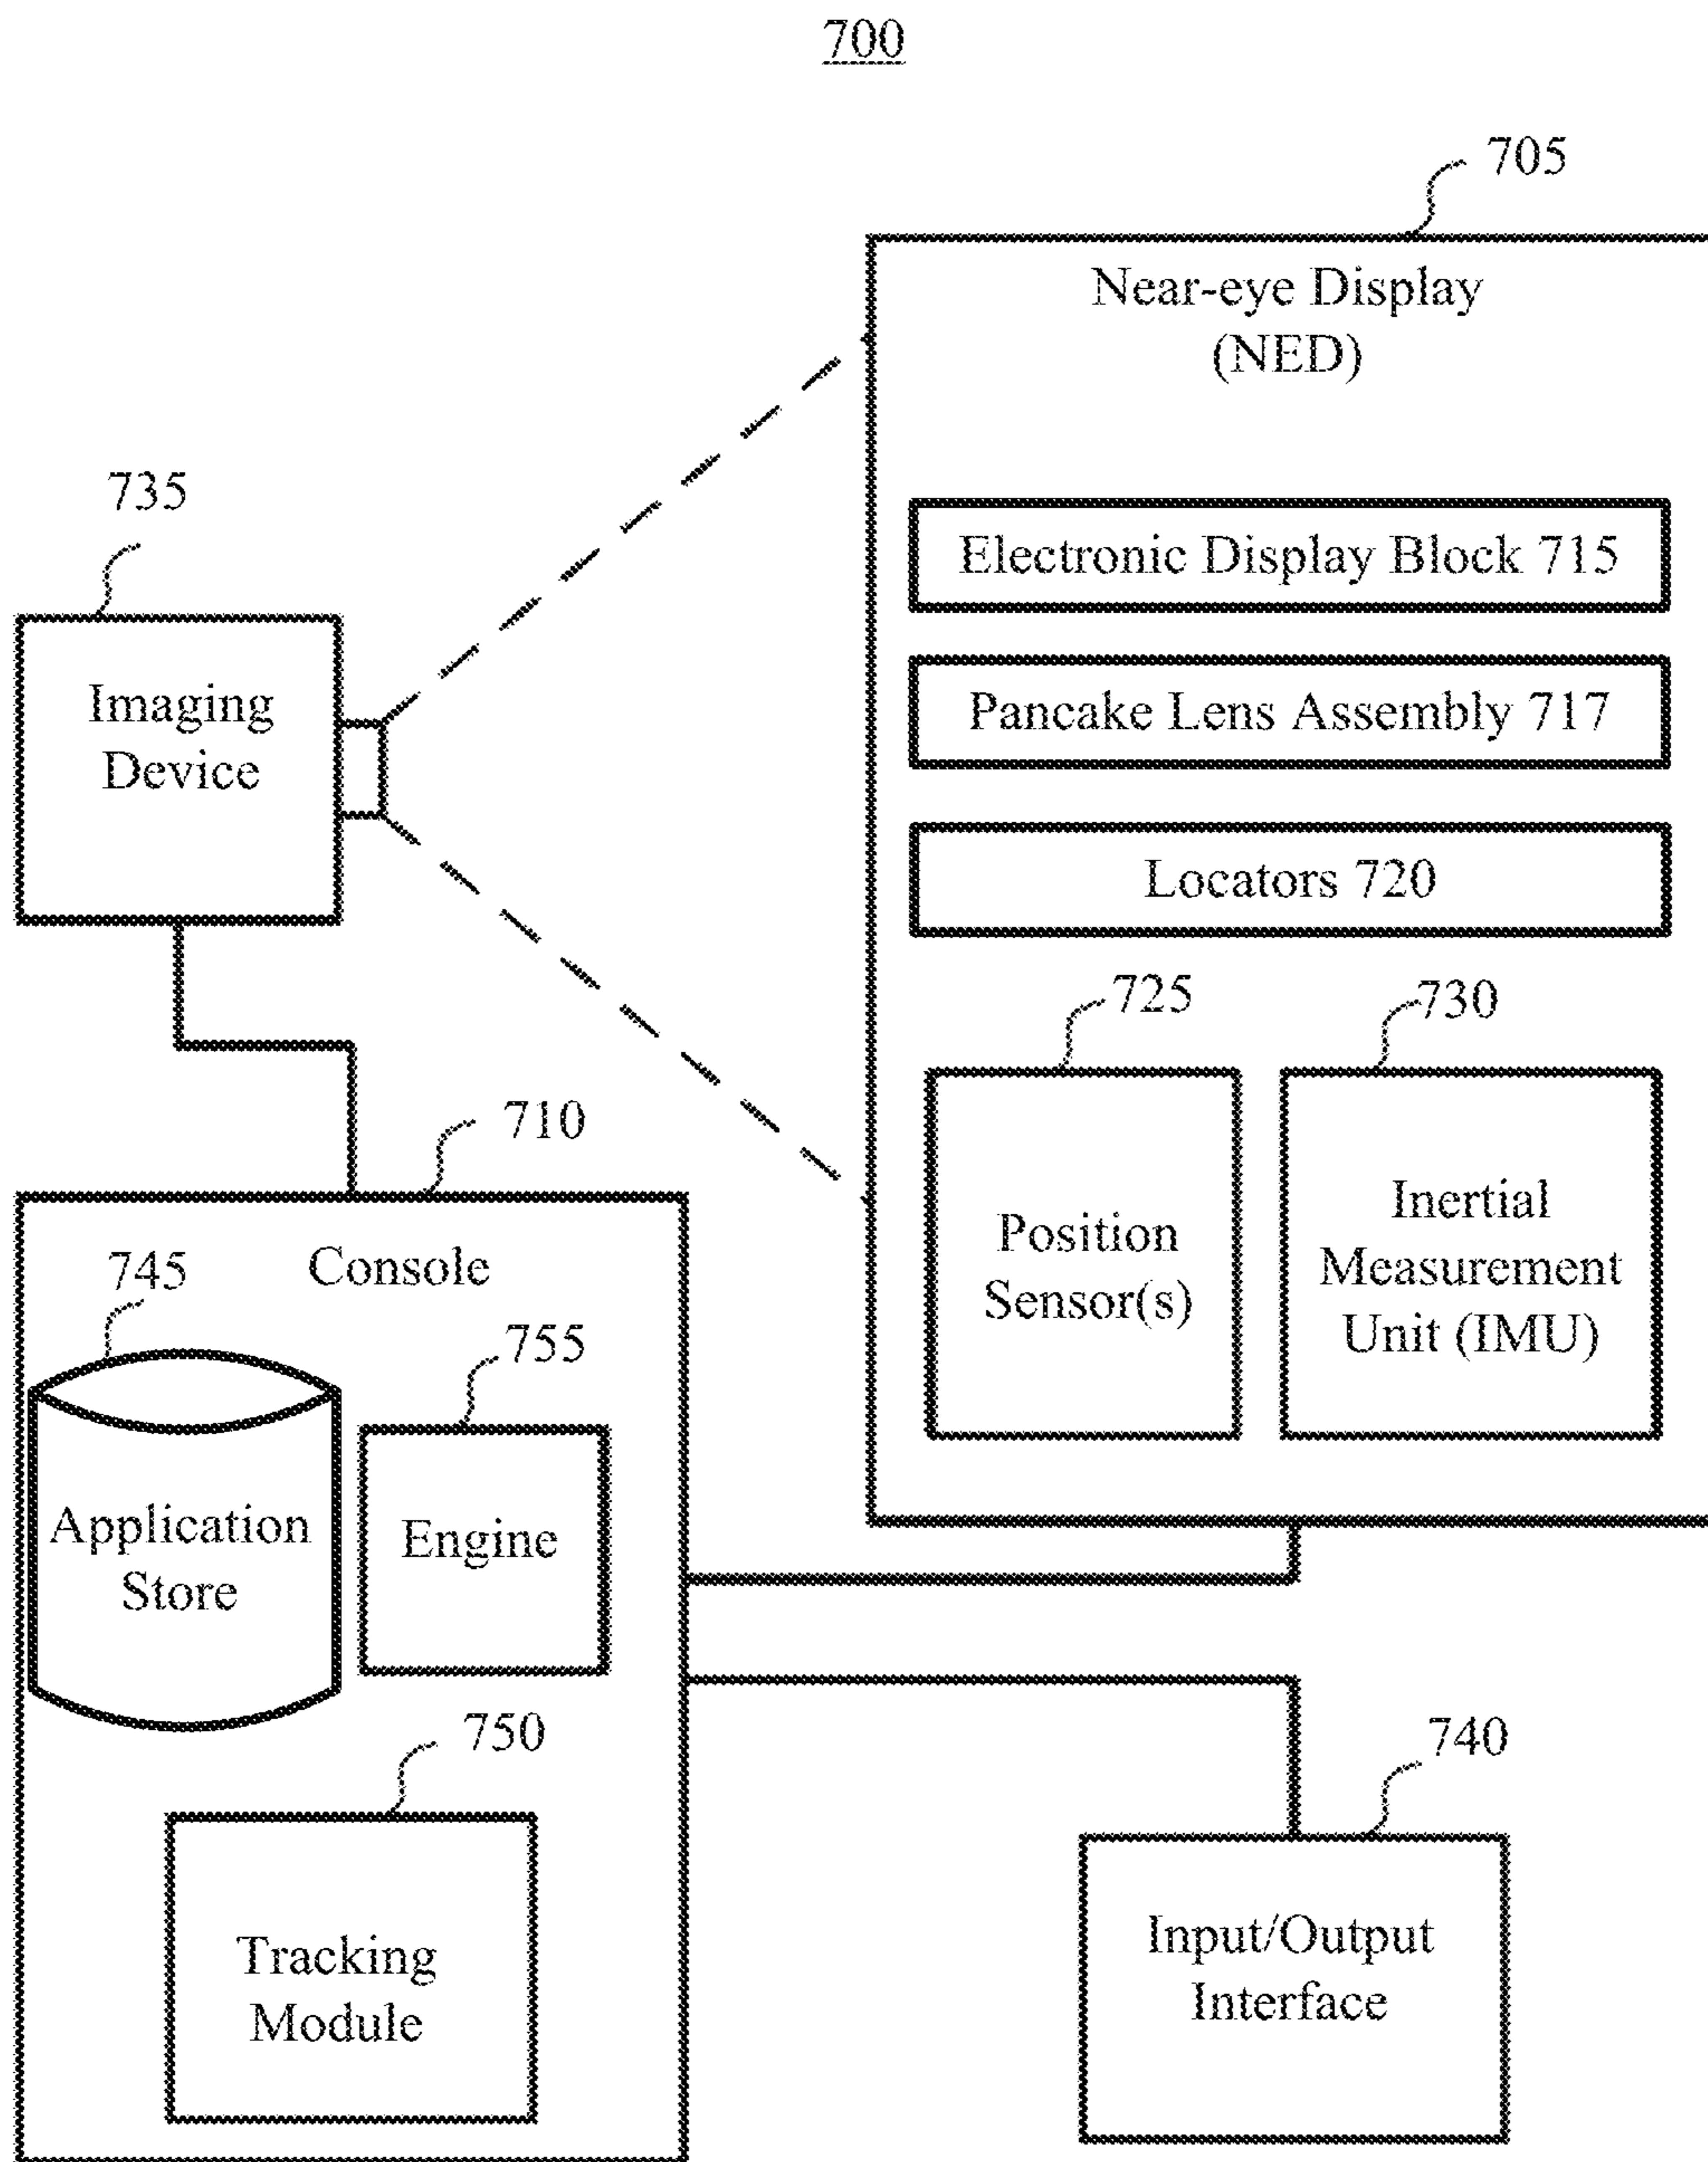 700
705
Near-eye Display
(NED)
Electronic Display Block 715
Pancake Lens Assembly 717
Locators 720
725
Position
Sensor(s)
730
Inertial
Measurement
Unit (IMU)
735
Imaging
Device
710
Console
745
Application
Store
755
Engine
750
Tracking
Module
740
Input/Output
Interface